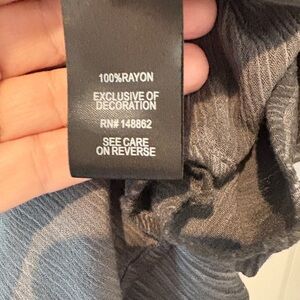 100%RAYON
EXCLUSIVE OF
DECORATION
RN# 148862
SEE CARE
ON REVERSE